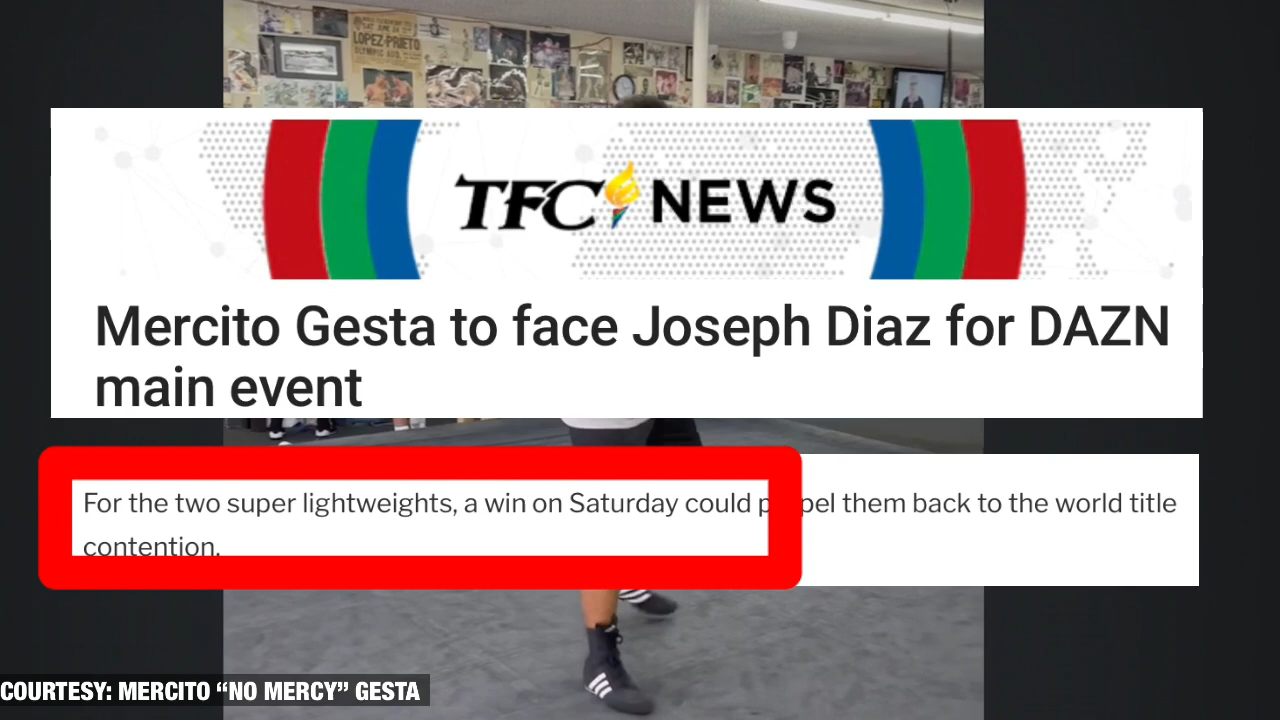 LOPEZ-PRIETO
TFC NEWS
Mercito Gesta to face Joseph Diaz for DAZN
main event
For the two super lightweights, a win on Saturday could p pel them back to the world title
contention.
COURTESY: MERCITO “NO MERCY” GESTA